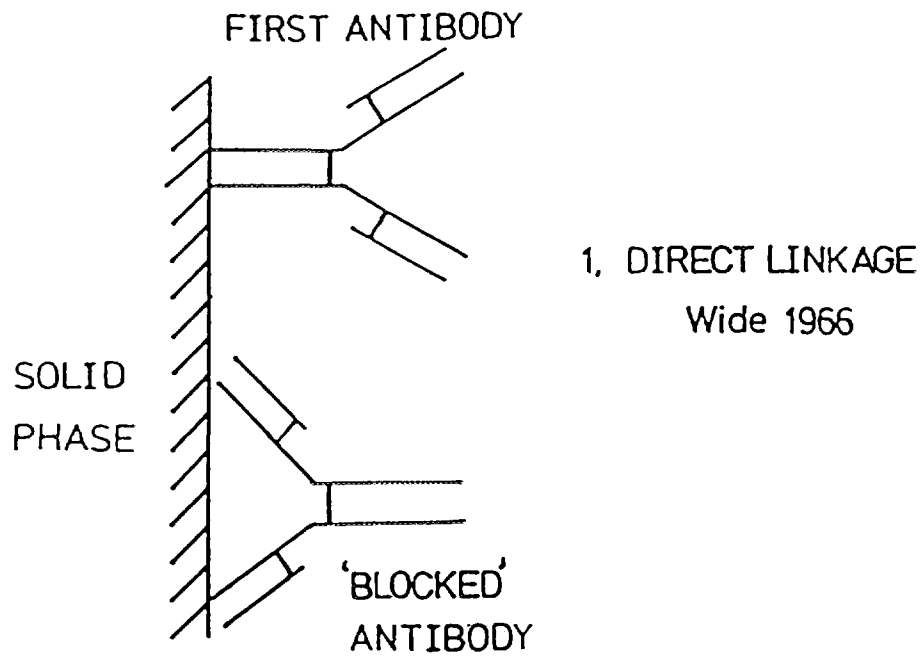 FIRST ANTIBODY
1, DIRECT LINKAGE
Wide 1966
SOLID
PHASE
'BLOCKED'
ANTIBODY